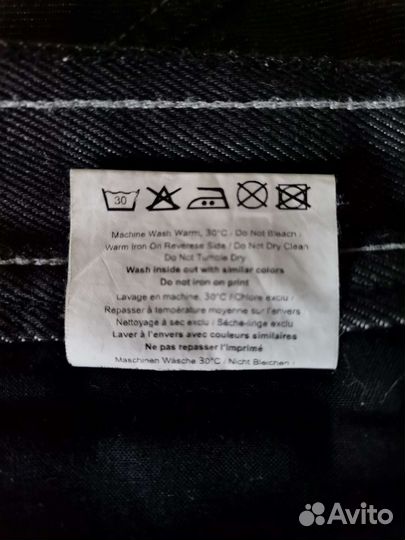 30
Machine Wash Warm, 30°C / Do Not Bleach /
Warm Iron On Reverese Side / Do Not Dry Clean
Do Not Tumble Dry
Wash inside out with similar colors
Do not iron on print
Lavage en machine, 30°C /Chlore exclu /
Repasser à température moyenne sur l'envers
Nettoyage à sec exclu / Sèche-linge exclu /
Laver à l'envers avec couleurs similaires
Ne pas repasser l'imprimé
Maschinen Wäsche 30°C / Nicht Bleichen /
Avito